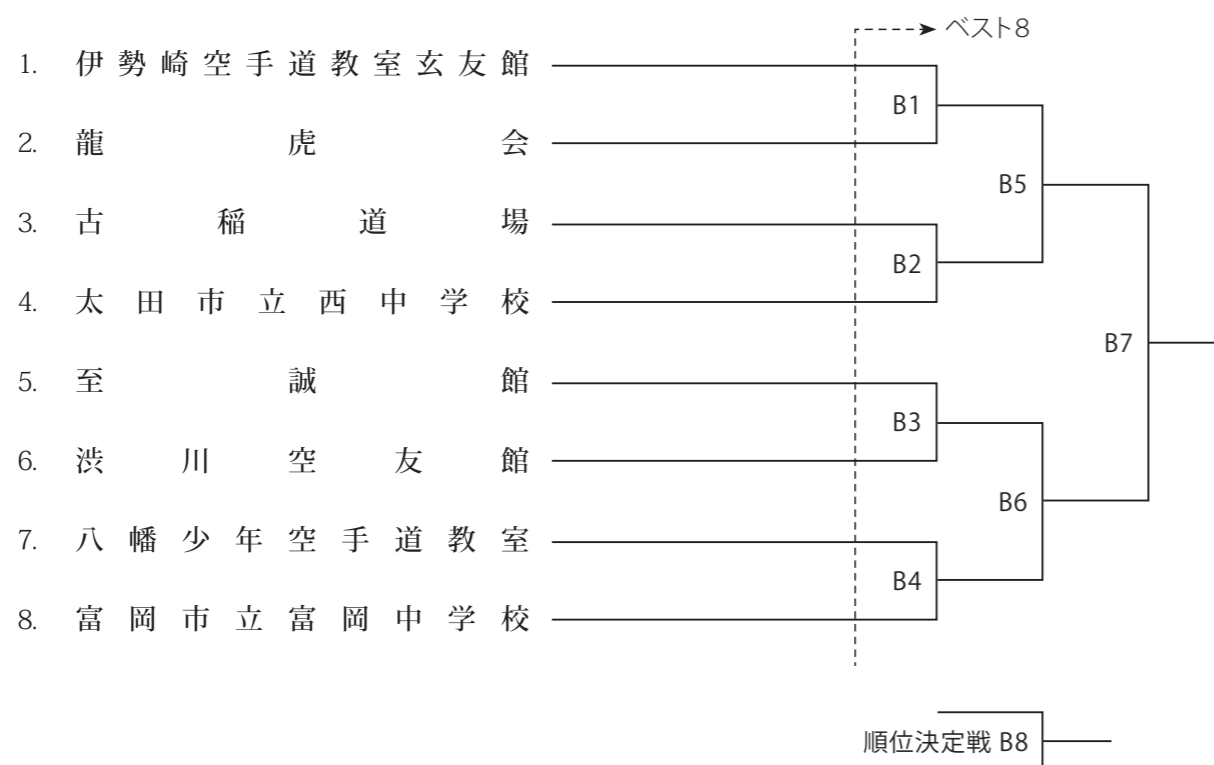 ベスト8
1. 伊勢崎空手道教室玄友館
B1
2. 龍虎会
B5
3. 古稲道場
B2
4. 太田市立西中学校
B7
5. 至誠館
B3
6. 渋川空友館
B6
7. 八幡少年空手道教室
B4
8. 富岡市立富岡中学校
順位決定戦 B8